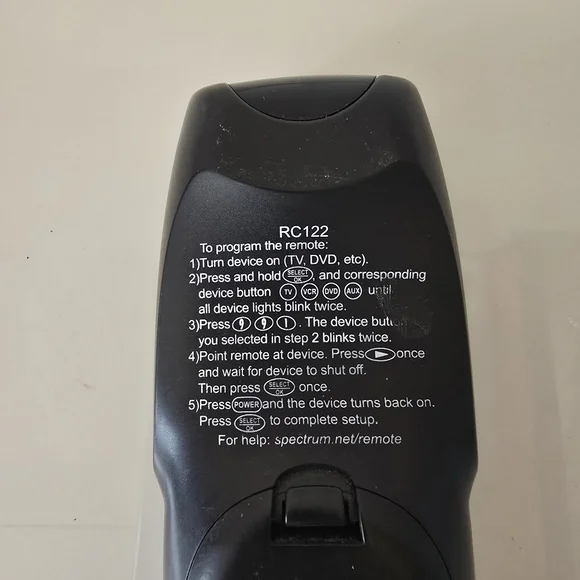 RC122
To program the remote:
1)Turn device on (TV, DVD, etc).
2)Press and hold SELECT OK, and corresponding
device button TV VCR DVD AUX until
all device lights blink twice.
3)Press 9 9 1 . The device
you selected in step 2 blinks twice.
4)Point remote at device. Press ▶ once
and wait for device to shut off.
Then press SELECT OK once.
5)Press POWER and the device turns back on.
Press SELECT OK to complete setup.
For help: spectrum.net/remote